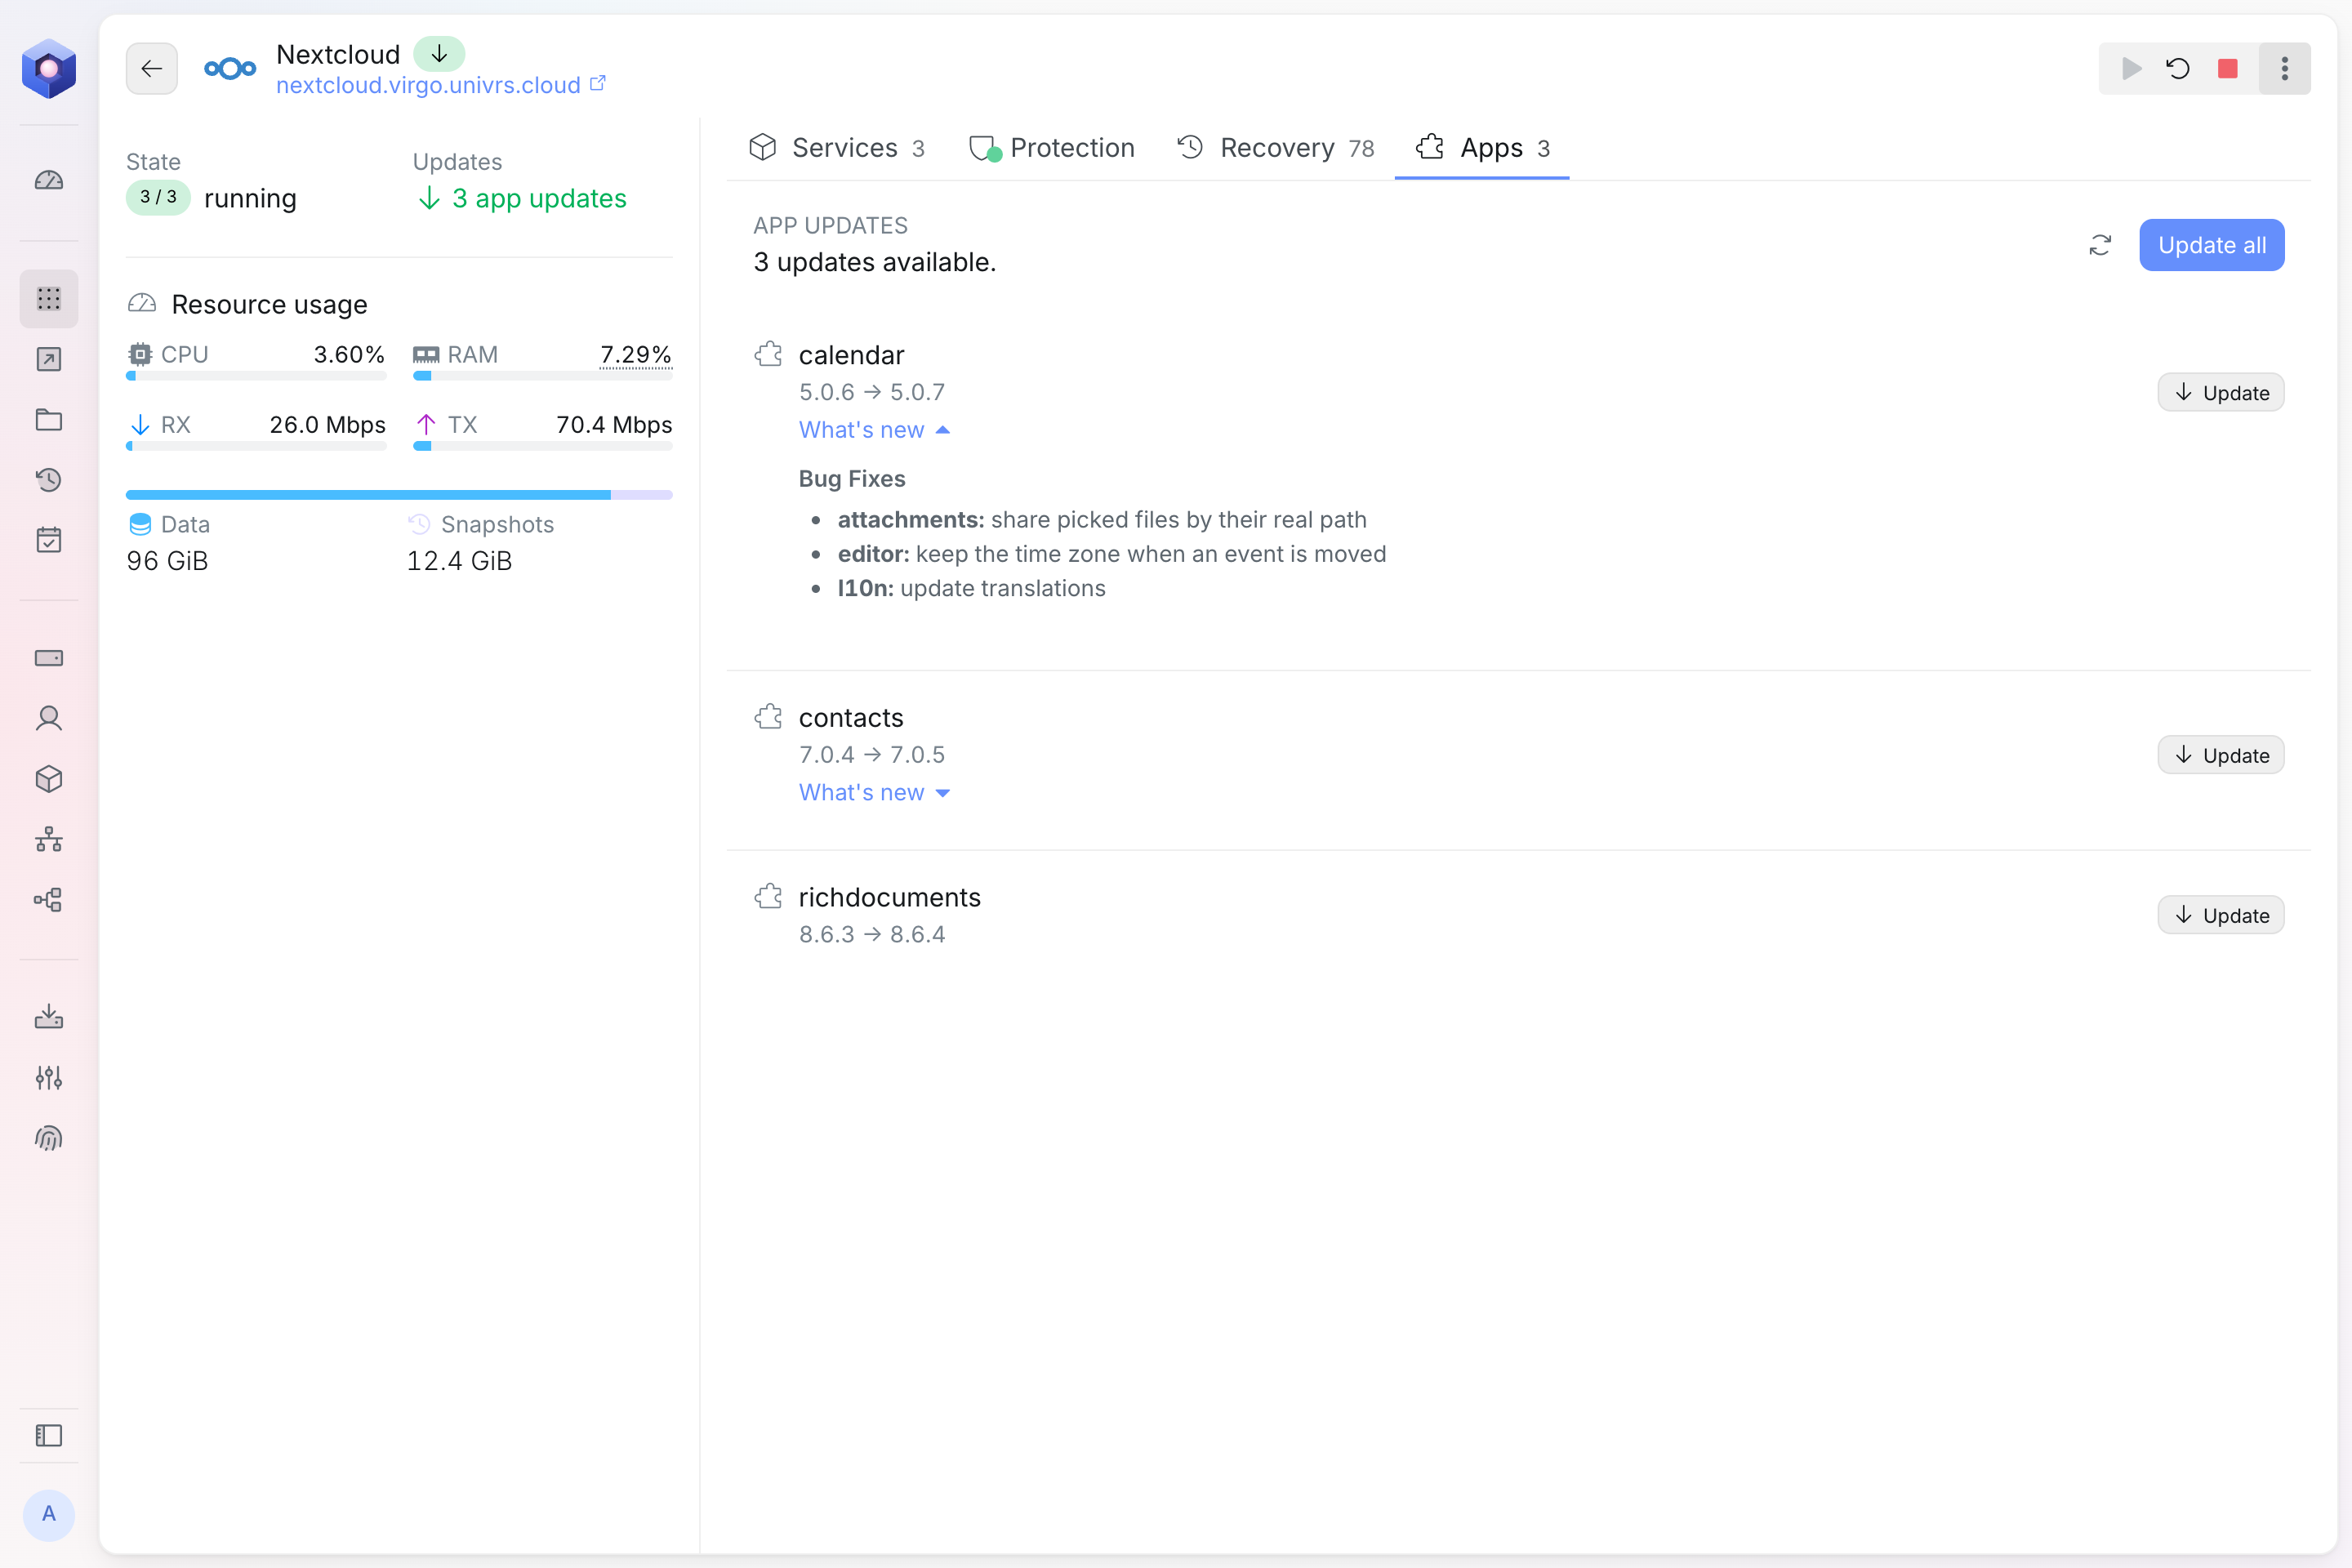 Nextcloud
nextcloud.virgo.univrs.cloud
State
Updates
3 / 3 running
3 app updates
Resource usage
CPU 3.60%
RAM 7.29%
RX 26.0 Mbps
TX 70.4 Mbps
Data
Snapshots
96 GiB
12.4 GiB
Services 3
Protection
Recovery 78
Apps 3
APP UPDATES
3 updates available.
Update all
calendar
5.0.6 → 5.0.7
Update
What's new
Bug Fixes
• attachments: share picked files by their real path
• editor: keep the time zone when an event is moved
• l10n: update translations
contacts
7.0.4 → 7.0.5
Update
What's new
richdocuments
8.6.3 → 8.6.4
Update
A